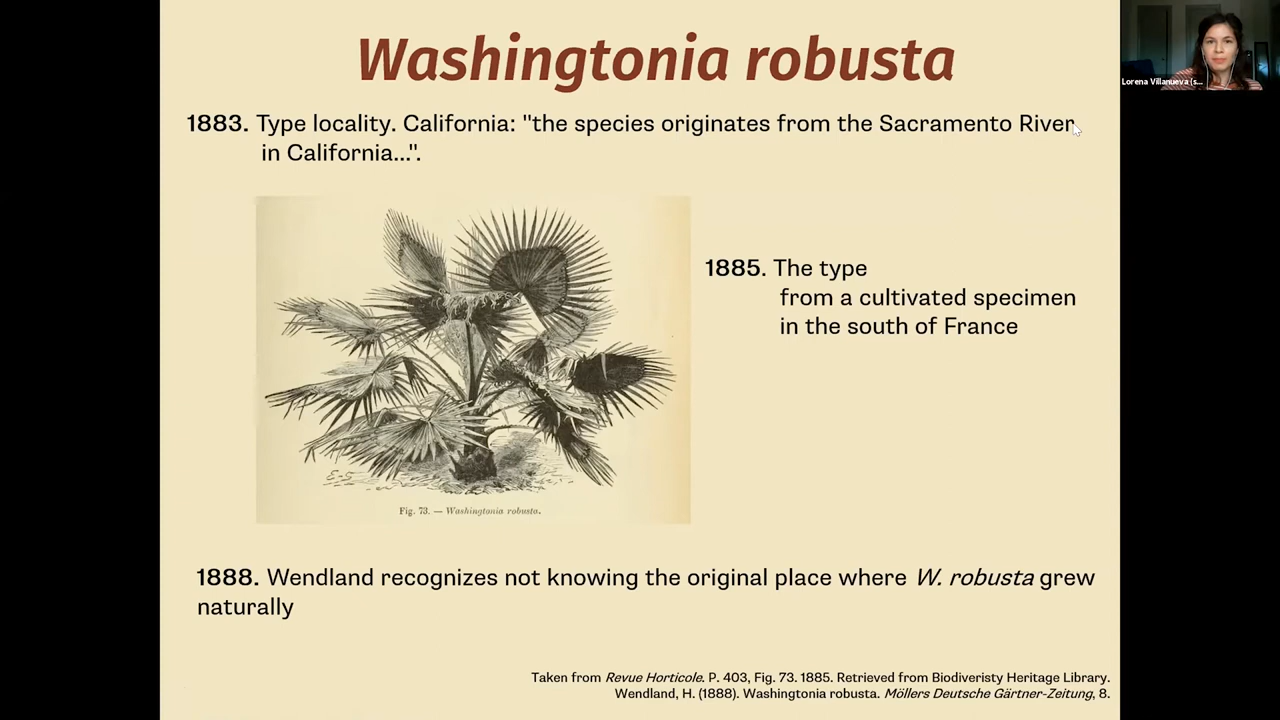 Washingtonia robusta
Lorena Villanueva (s...
1883. Type locality. California: "the species originates from the Sacramento River
in California...".
1885. The type
from a cultivated specimen
in the south of France
Fig. 73. — Washingtonia robusta.
1888. Wendland recognizes not knowing the original place where W. robusta grew
naturally
Taken from Revue Horticole. P. 403, Fig. 73. 1885. Retrieved from Biodiveristy Heritage Library.
Wendland, H. (1888). Washingtonia robusta. Möllers Deutsche Gärtner-Zeitung, 8.